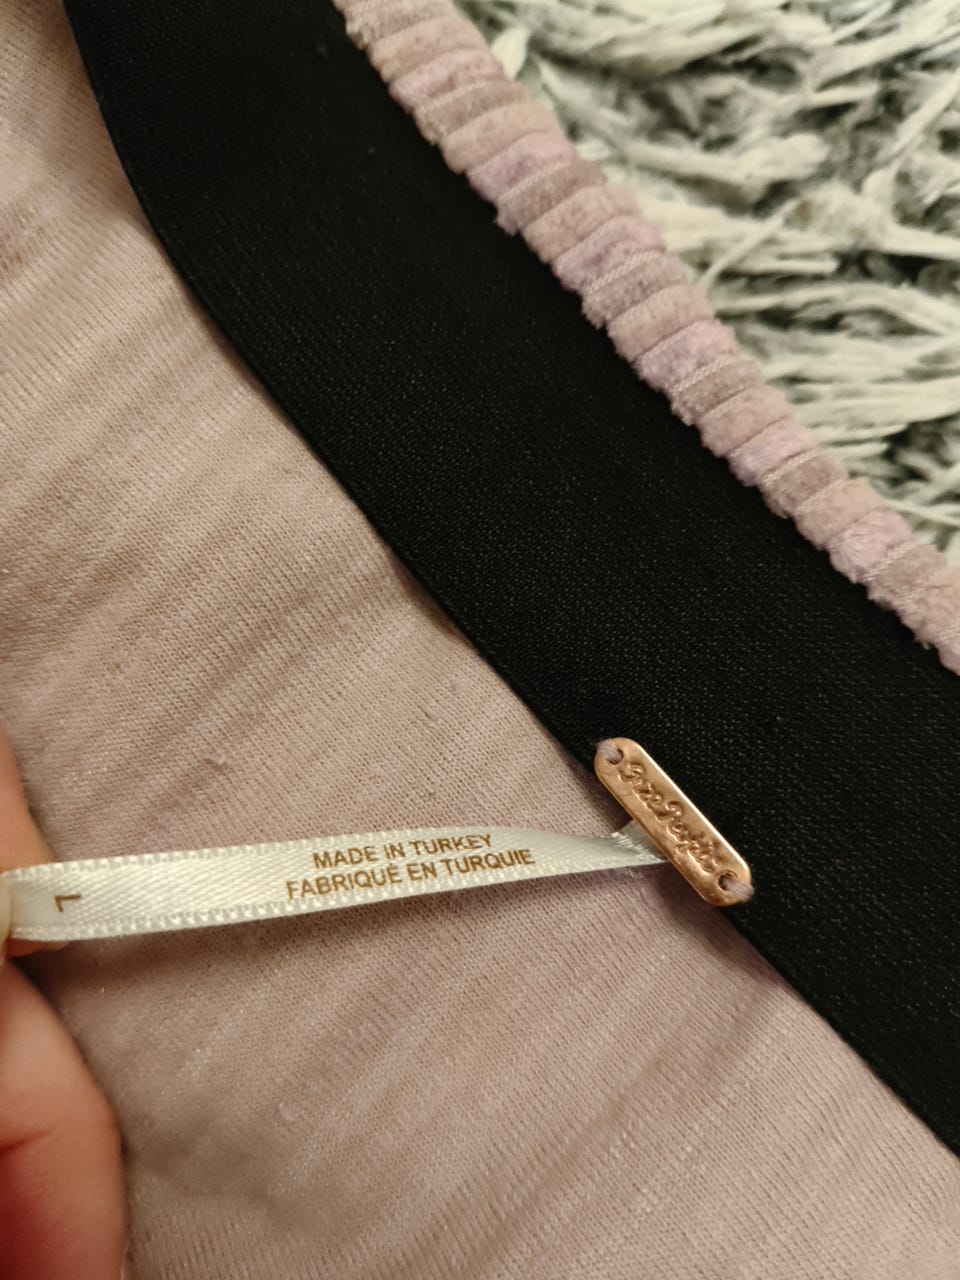 Free People
MADE IN TURKEY
FABRIQUÉ EN TURQUIE
L